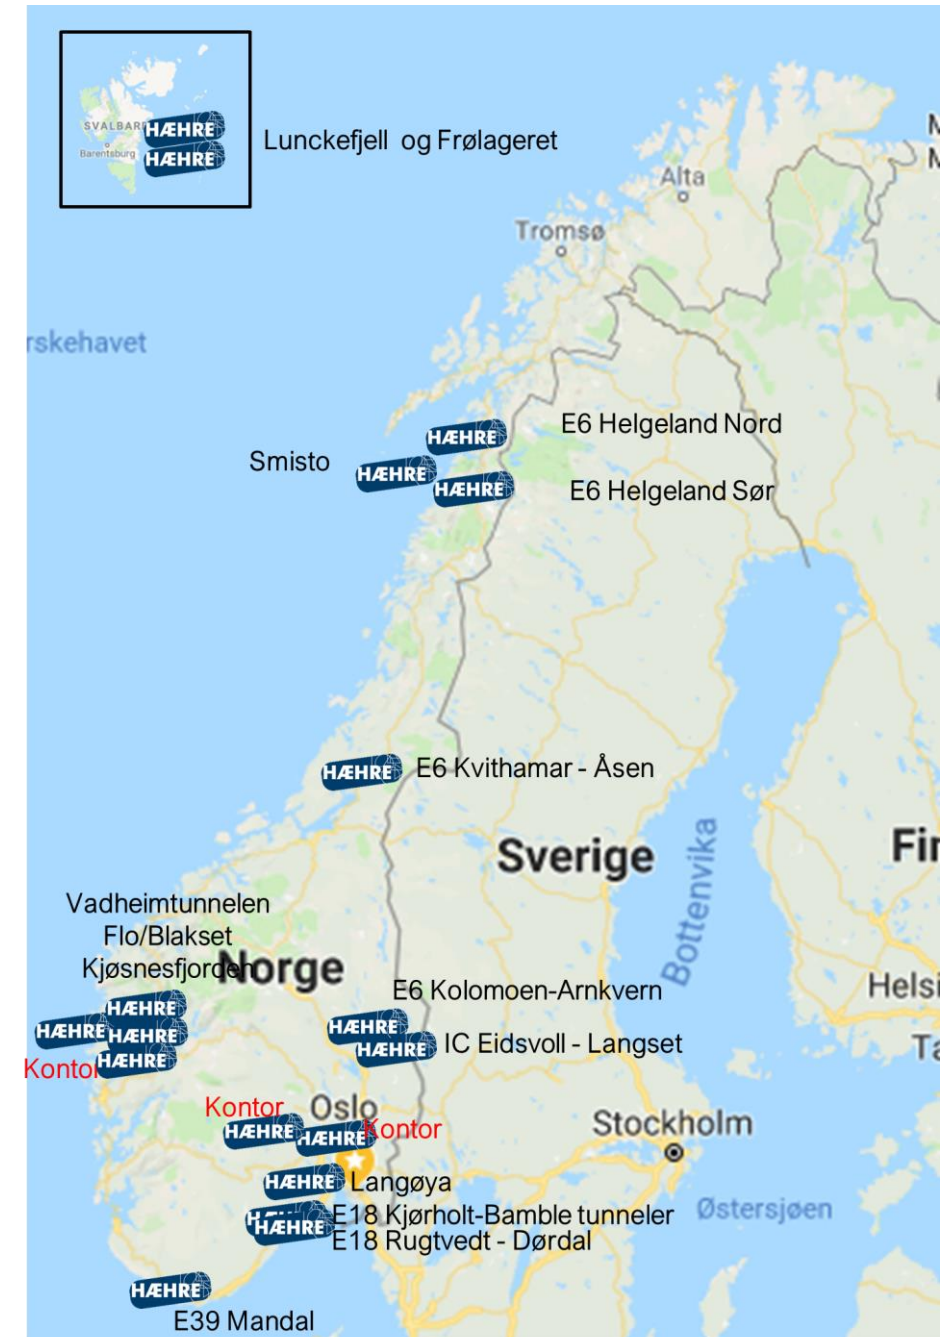 SVALBAR
HÆHRE
Barentsburg
HÆHRE
Lunckefjell og Frølageret
Alta
Tromsø
rskehavet
E6 Helgeland Nord
HÆHRE
Smisto
HÆHRE
HÆHRE
E6 Helgeland Sør
HÆHRE
E6 Kvithamar - Åsen
Sverige
Bottenvika
Fin
Vadheimtunnelen
Flo/Blakset
Kjøsnesfjorden
Norge
E6 Kolomoen-Arnkvern
Helsi
HÆHRE
HÆHRE
HÆHRE
HÆHRE
HÆHRE
IC Eidsvoll - Langset
HÆHRE
Kontor
Kontor
Oslo
HÆHRE
HÆHRE
Kontor
Stockholm
HÆHRE
Langøya
Østersjøen
HÆHRE
E18 Kjørholt-Bamble tunneler
E18 Rugtvedt - Dørdal
HÆHRE
E39 Mandal